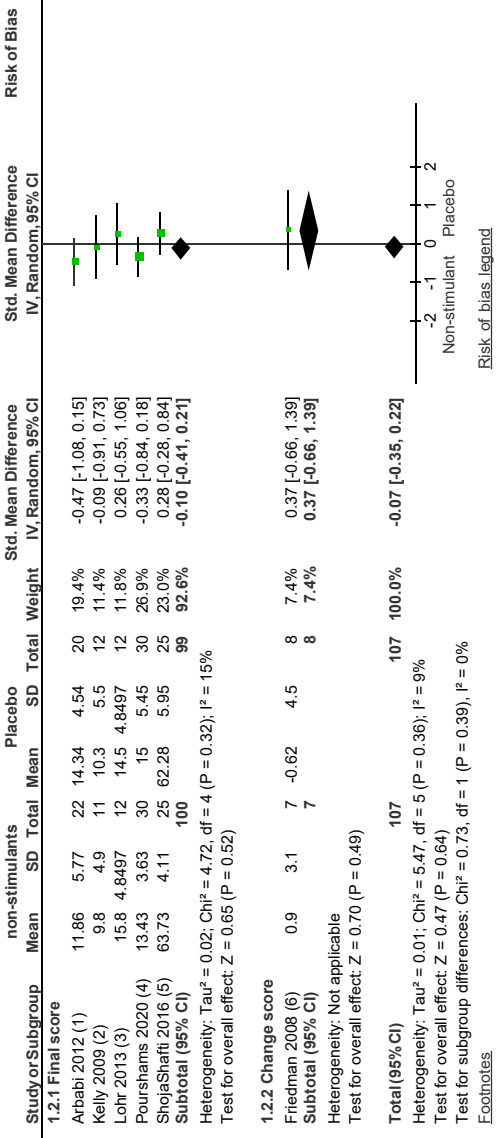 non-stimulants Placebo Std. Mean Difference Std. Mean Difference Risk of Bias
Study or Subgroup Mean SD Total Mean SD Total Weight IV, Random, 95% CI IV, Random, 95% CI
1.2.1 Final score
Arbabi 2012 (1) 11.86 5.77 22 14.34 4.54 20 19.4% -0.47 [-1.08, 0.15]
Kelly 2009 (2) 9.8 4.9 11 10.3 5.5 12 11.4% -0.09 [-0.91, 0.73]
Lohr 2013 (3) 15.8 4.8497 12 14.5 4.8497 12 11.8% 0.26 [-0.55, 1.06]
Pourshams 2020 (4) 13.43 3.63 30 15 5.45 30 26.9% -0.33 [-0.84, 0.18]
ShojaShafti 2016 (5) 63.73 4.11 25 62.28 5.95 25 23.0% 0.28 [-0.28, 0.84]
Subtotal (95% CI) 100 99 92.6% -0.10 [-0.41, 0.21]
Heterogeneity: Tau² = 0.02; Chi² = 4.72, df = 4 (P = 0.32); I² = 15%
Test for overall effect: Z = 0.65 (P = 0.52)
1.2.2 Change score
Friedman 2008 (6) 0.9 3.1 7 -0.62 4.5 8 7.4% 0.37 [-0.66, 1.39]
Subtotal (95% CI) 7 8 7.4% 0.37 [-0.66, 1.39]
Heterogeneity: Not applicable
Test for overall effect: Z = 0.70 (P = 0.49)
Total (95% CI) 107 107 100.0% -0.07 [-0.35, 0.22]
Heterogeneity: Tau² = 0.01; Chi² = 5.47, df = 5 (P = 0.36); I² = 9%
Test for overall effect: Z = 0.47 (P = 0.64)
Test for subgroup differences: Chi² = 0.73, df = 1 (P = 0.39), I² = 0%
-2 -1 0 1 2
Non-stimulant Placebo
Footnotes Risk of bias legend